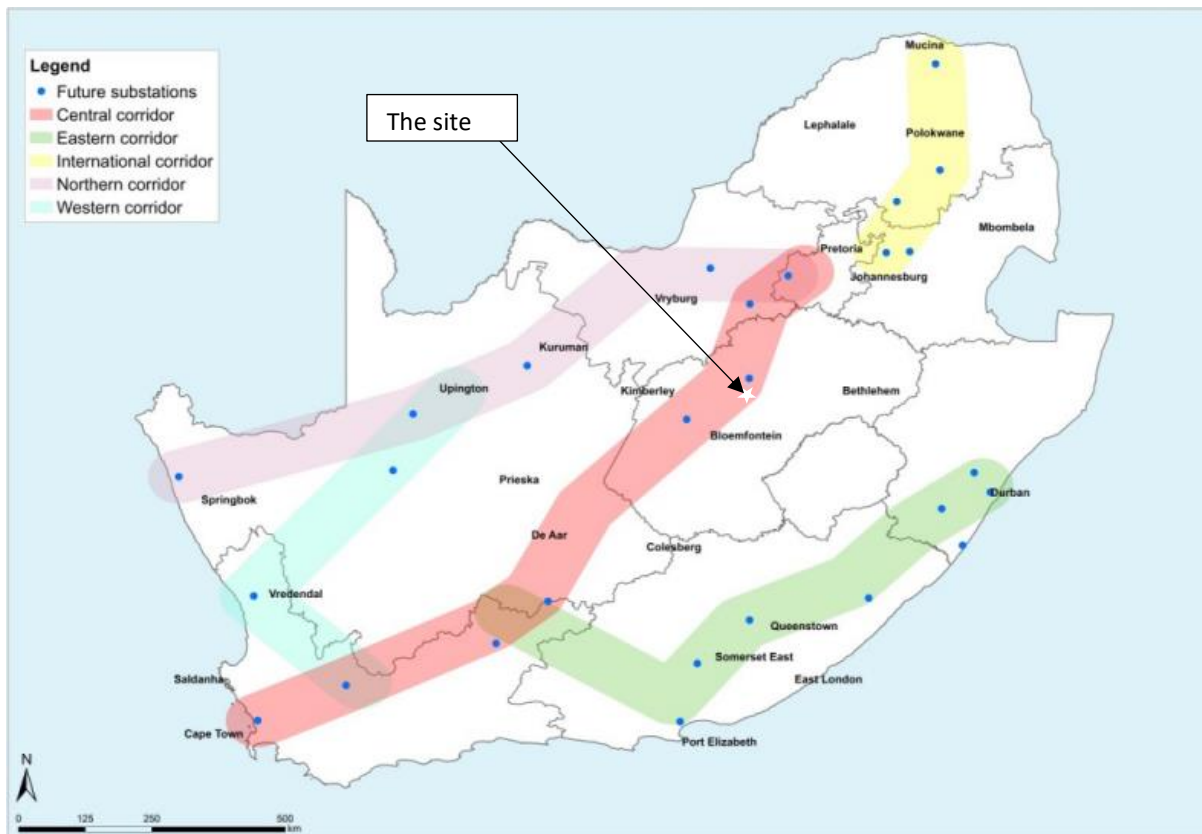 Legend
Future substations
Central corridor
Eastern corridor
International corridor
Northern corridor
Western corridor
The site
Mucina
Lephalale
Polokwane
Mbombela
Pretoria
Johannesburg
Vryburg
Kuruman
Upington
Kimberley
Bethlehem
Bloemfontein
Springbok
Prieska
Durban
De Aar
Colesberg
Vredendal
Queenstown
Somerset East
Saldanha
East London
Cape Town
Port Elizabeth
N
0 125 250 500
km